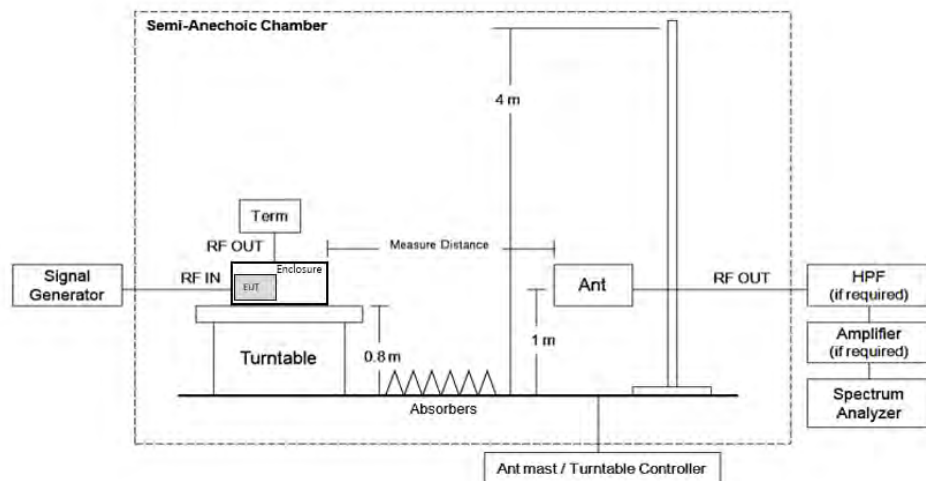 Semi-Anechoic Chamber
4 m
Term
RF OUT
Measure Distance
Signal
Generator
RF IN
Enclosure
EUT
Ant
RF OUT
HPF
(if required)
Turntable
0.8 m
1 m
Amplifier
(if required)
Absorbers
Spectrum
Analyzer
Ant mast / Turntable Controller